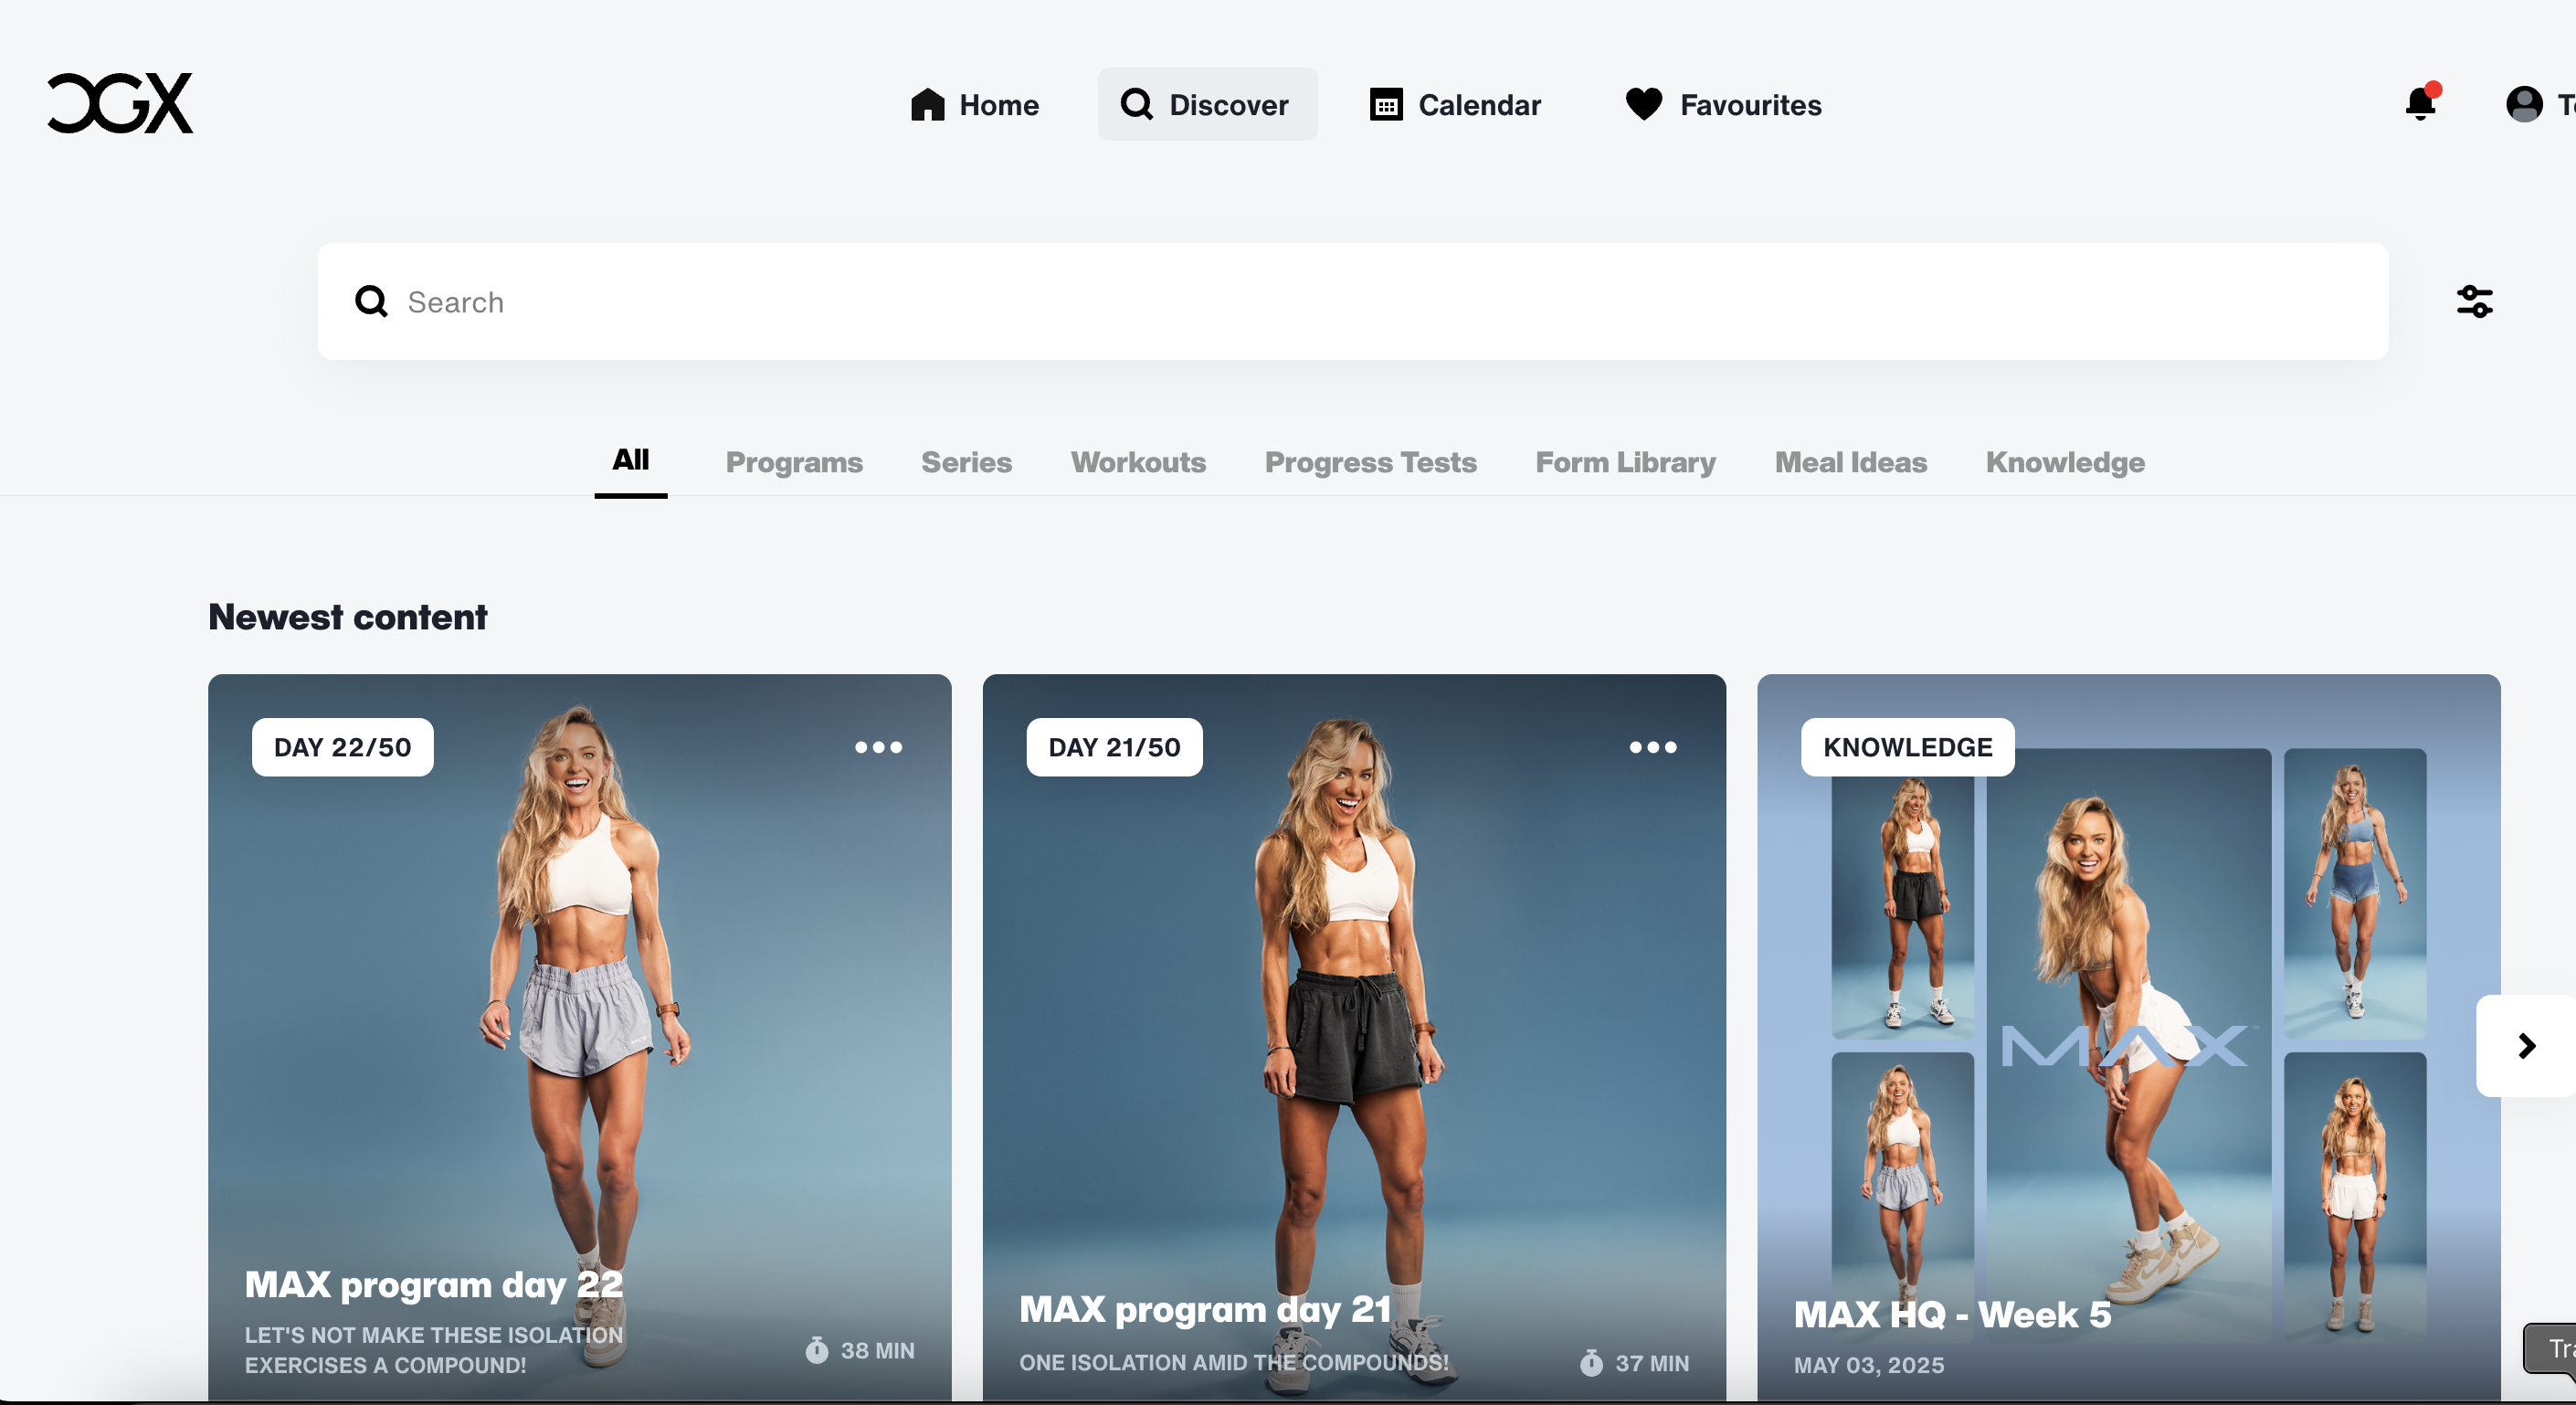 CGX
Home
Discover
Calendar
Favourites
Search
All
Programs
Series
Workouts
Progress Tests
Form Library
Meal Ideas
Knowledge
Newest content
DAY 22/50
MAX program day 22
LET'S NOT MAKE THESE ISOLATION
EXERCISES A COMPOUND!
38 MIN
DAY 21/50
MAX program day 21
ONE ISOLATION AMID THE COMPOUNDS!
37 MIN
KNOWLEDGE
MAX
MAX HQ - Week 5
MAY 03, 2025